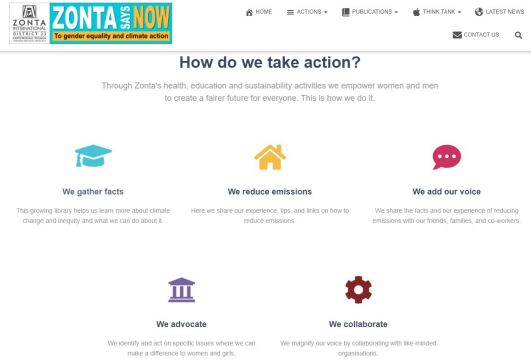 ZONTA
INTERNATIONAL
DISTRICT 23
ZONTA SAYS NOW
To gender equality and climate action
HOME
ACTIONS
PUBLICATIONS
THINK TANK
LATEST NEWS
CONTACT US
How do we take action?
Through Zonta's health, education and sustainability activities we empower women and men
to create a fairer future for everyone. This is how we do it.
We gather facts
This growing library helps us learn more about climate
change and inequity and what we can do about it.
We reduce emissions
Here we share our experience, tips, and links on how to
reduce emissions.
We add our voice
We share the facts and our experience of reducing
emissions with our friends, families, and co-workers.
We advocate
We identify and act on specific issues where we can
make a difference to women and girls.
We collaborate
We magnify our voice by collaborating with like-minded
organisations.